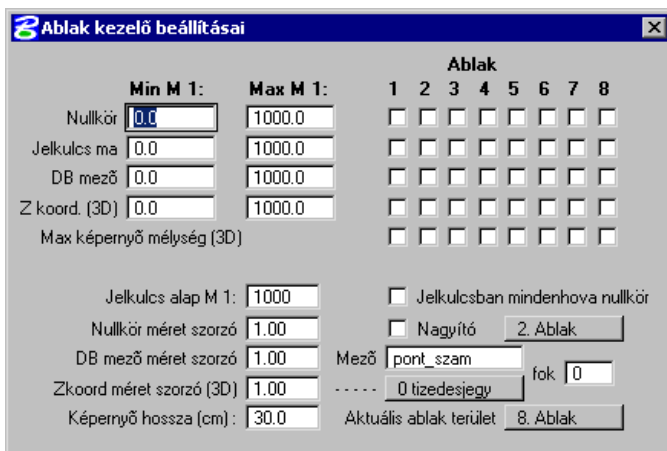 Ablak kezelő beállításai
Ablak
Min M 1: Max M 1: 1 2 3 4 5 6 7 8
Nullkör 0.0 1000.0
Jelkulcs ma 0.0 1000.0
DB mező 0.0 1000.0
Z koord. (3D) 0.0 1000.0
Max képernyő mélység (3D)
Jelkulcs alap M 1: 1000 Jelkulcsban mindenhova nullkör
Nullkör méret szorzó 1.00 Nagyító 2. Ablak
DB mező méret szorzó 1.00 Mező pont_szam fok 0
Zkoord méret szorzó (3D) 1.00 ----- 0 tizedesjegy
Képernyő hossza (cm) : 30.0 Aktuális ablak terület 8. Ablak